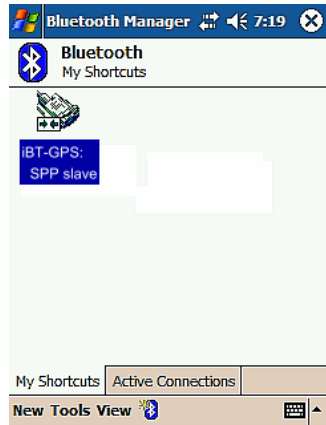 Bluetooth Manager 7:19
Bluetooth
My Shortcuts
iBT-GPS:
SPP slave
My Shortcuts Active Connections
New Tools View